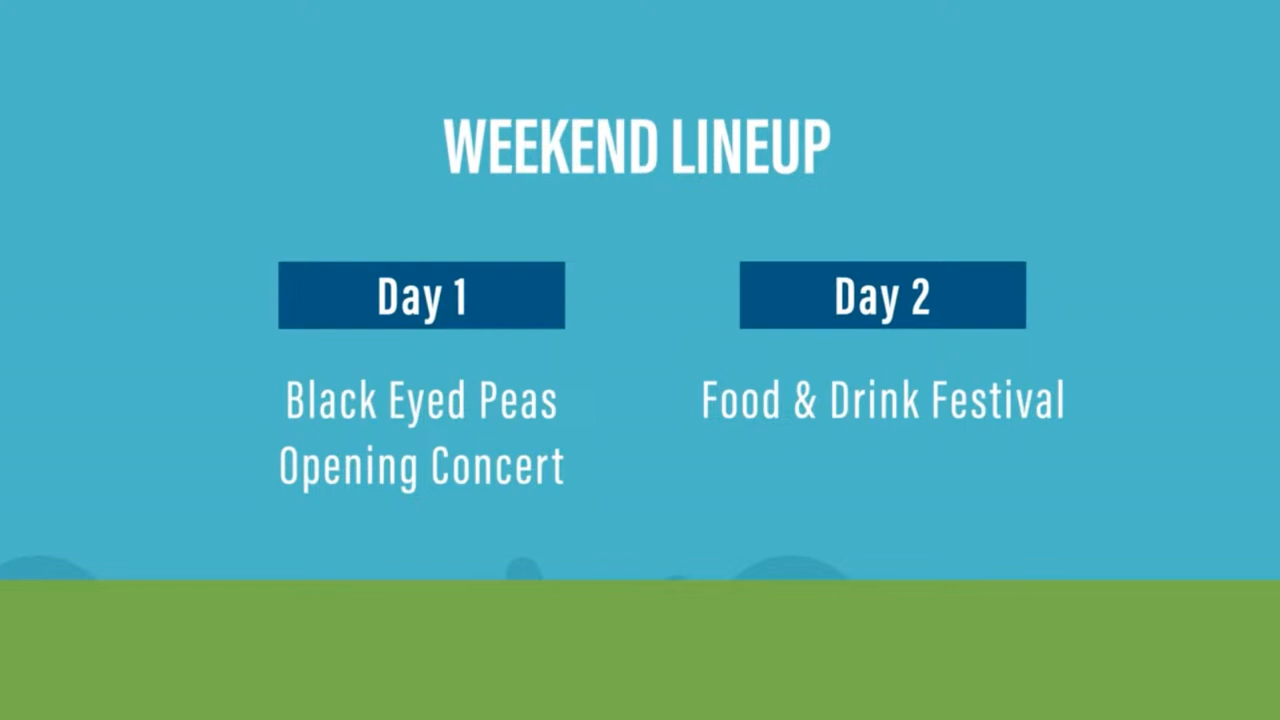 WEEKEND LINEUP
Day 1
Black Eyed Peas
Opening Concert
Day 2
Food & Drink Festival